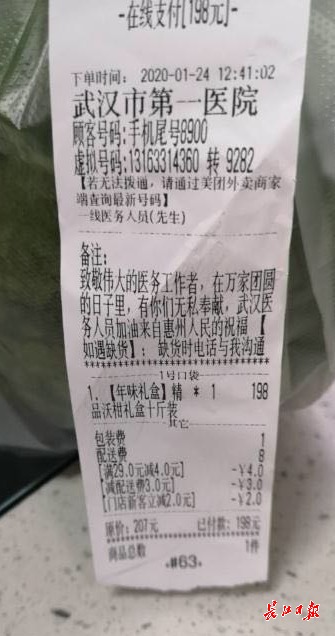 -在线支付[198元]-
下单时间： 2020-01-24 12:41:02
武汉市第一医院
顾客号码：手机尾号8900
虚拟号码：13163314360 转 9282
【若无法拨通，请通过美团外卖商家
端查询最新号码】
一线医务人员(先生)
备注：
致敬伟大的医务工作者，在万家团圆
的日子里，有你们无私奉献，武汉医
务人员加油来自惠州人民的祝福 【
如遇缺货】： 缺货时电话与我沟通
1号口袋
1. 【年味礼盒】精 * 1 198
品沃柑礼盒十斤装
其它
包装费 1
配送费 8
[满29.0元减4.0元] -￥4.0
[减配送费3.0元] -￥3.0
[门店新客立减2.0元] -￥2.0
原价：207元 已付款：198元
商品总数 1件
#63
长江日报